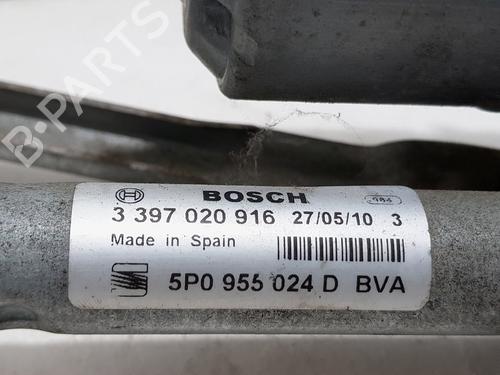 B-PARTS
BOSCH
3 397 020 916 27/05/10 3
Made in Spain
5P0 955 024 D BVA